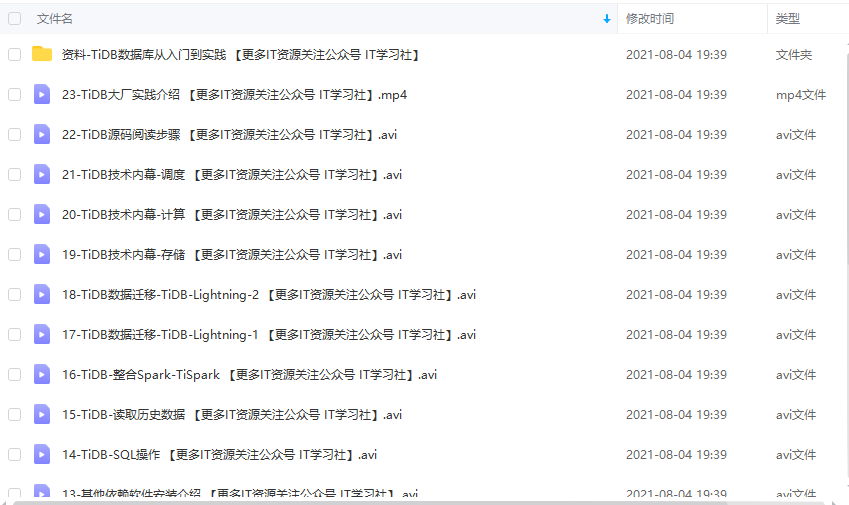 文件名 修改时间 类型
资料-TiDB数据库从入门到实践 【更多IT资源关注公众号 IT学习社】 2021-08-04 19:39 文件夹
23-TiDB大厂实践介绍 【更多IT资源关注公众号 IT学习社】.mp4 2021-08-04 19:39 mp4文件
22-TiDB源码阅读步骤 【更多IT资源关注公众号 IT学习社】.avi 2021-08-04 19:39 avi文件
21-TiDB技术内幕-调度 【更多IT资源关注公众号 IT学习社】.avi 2021-08-04 19:39 avi文件
20-TiDB技术内幕-计算 【更多IT资源关注公众号 IT学习社】.avi 2021-08-04 19:39 avi文件
19-TiDB技术内幕-存储 【更多IT资源关注公众号 IT学习社】.avi 2021-08-04 19:39 avi文件
18-TiDB数据迁移-TiDB-Lightning-2 【更多IT资源关注公众号 IT学习社】.avi 2021-08-04 19:39 avi文件
17-TiDB数据迁移-TiDB-Lightning-1 【更多IT资源关注公众号 IT学习社】.avi 2021-08-04 19:39 avi文件
16-TiDB-整合Spark-TiSpark 【更多IT资源关注公众号 IT学习社】.avi 2021-08-04 19:39 avi文件
15-TiDB-读取历史数据 【更多IT资源关注公众号 IT学习社】.avi 2021-08-04 19:39 avi文件
14-TiDB-SQL操作 【更多IT资源关注公众号 IT学习社】.avi 2021-08-04 19:39 avi文件
13-其他依赖软件安装介绍 【更多IT资源关注公众号 IT学习社】.avi 2021-08-04 19:39 avi文件